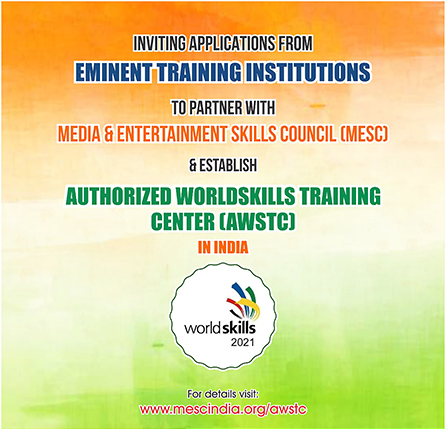 INVITING APPLICATIONS FROM
EMINENT TRAINING INSTITUTIONS
TO PARTNER WITH
MEDIA & ENTERTAINMENT SKILLS COUNCIL (MESC)
& ESTABLISH
AUTHORIZED WORLDSKILLS TRAINING
CENTER (AWSTC)
IN INDIA
worldskills
2021
For details visit:
www.mescindia.org/awstc